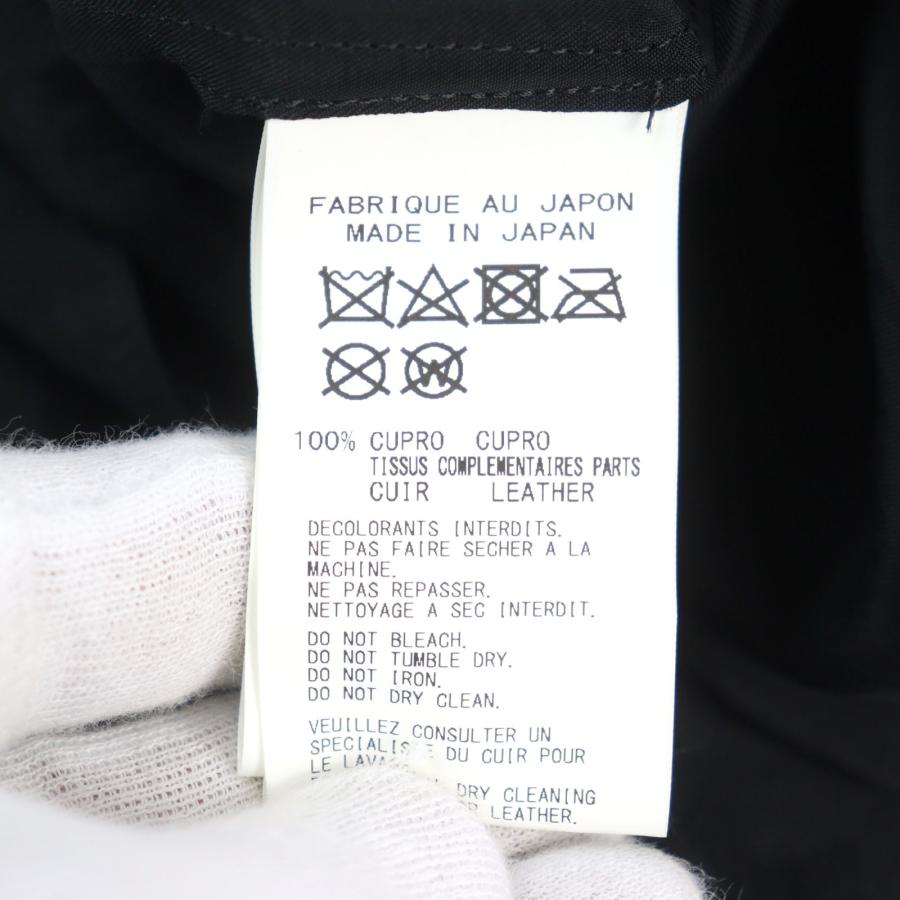 FABRIQUE AU JAPON
MADE IN JAPAN
W
100% CUPRO CUPRO
TISSUS COMPLEMENTAIRES PARTS
CUIR LEATHER
DECOLORANTS INTERDITS.
NE PAS FAIRE SECHER A LA
MACHINE.
NE PAS REPASSER.
NETTOYAGE A SEC INTERDIT.
DO NOT BLEACH.
DO NOT TUMBLE DRY.
DO NOT IRON.
DO NOT DRY CLEAN.
VEUILLEZ CONSULTER UN
SPECIALISTE DU CUIR POUR
LE
DRY CLEANING
LEATHER.